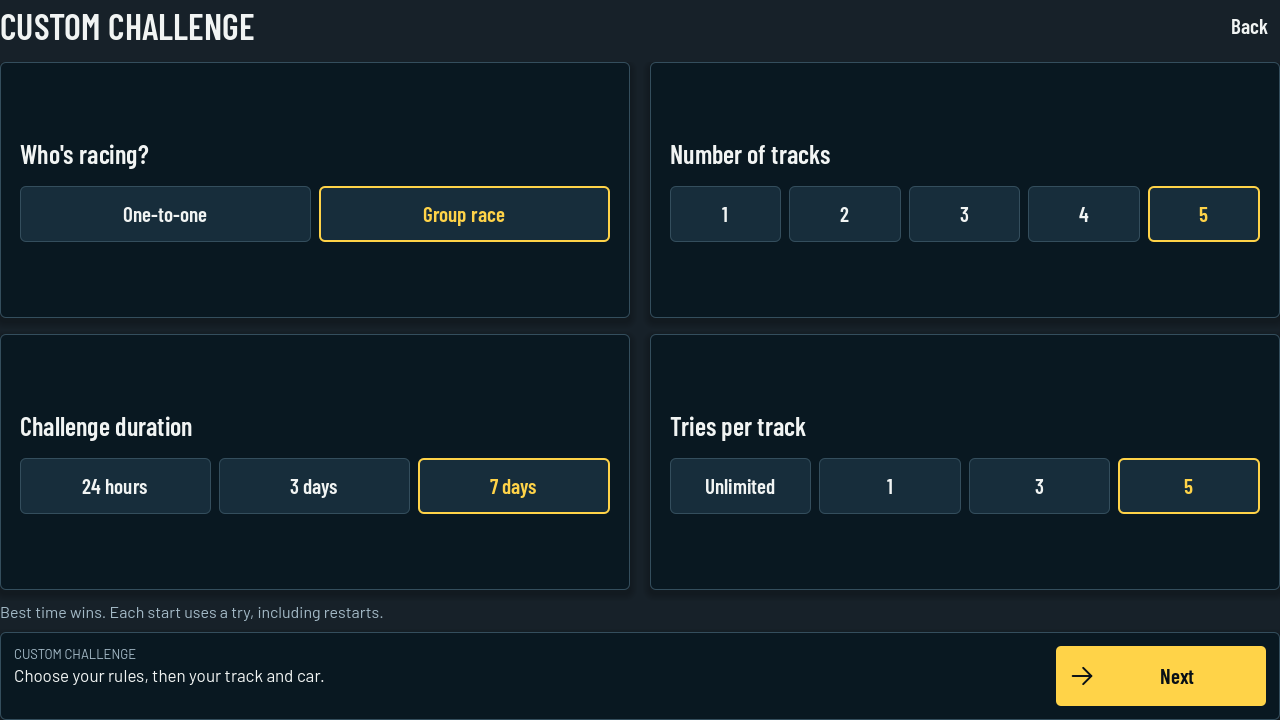 CUSTOM CHALLENGE
Back
Who's racing?
One-to-one
Group race
Number of tracks
1
2
3
4
5
Challenge duration
24 hours
3 days
7 days
Tries per track
Unlimited
1
3
5
Best time wins. Each start uses a try, including restarts.
CUSTOM CHALLENGE
Choose your rules, then your track and car.
Next